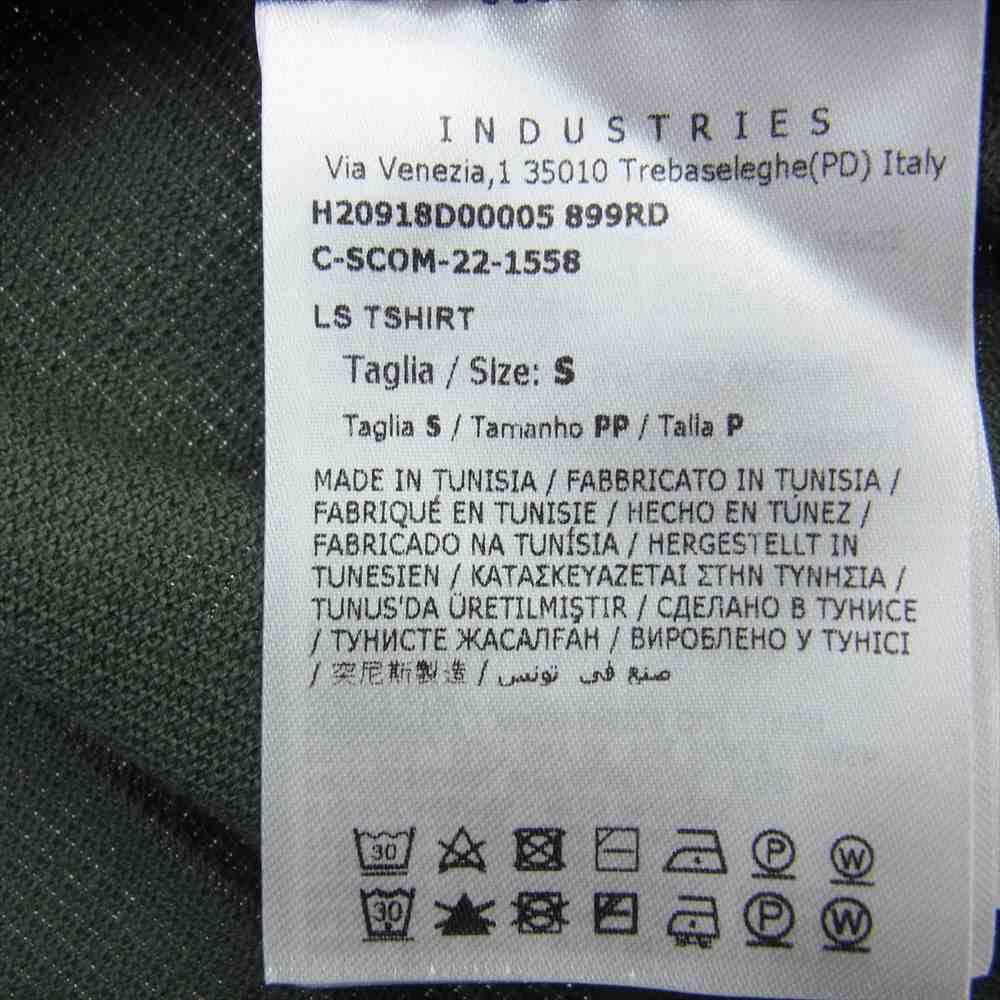 INDUSTRIES
Via Venezia,1 35010 Trebaseleghe(PD) Italy
H20918D00005 899RD
C-SCOM-22-1558
LS TSHIRT
Taglia / Size: S
Taglia S / Tamanho PP / Talla P
MADE IN TUNISIA / FABBRICATO IN TUNISIA /
FABRIQUÉ EN TUNISIE / HECHO EN TÚNEZ /
FABRICADO NA TUNÍSIA / HERGESTELLT IN
TUNESIEN / ΚΑΤΑΣΚΕΥΑΖΕΤΑΙ ΣΤΗΝ ΤΥΝΗΣΙΑ /
TUNUS'DA ÜRETILMIŞTIR / СДЕЛАНО В ТУНИСЕ
/ ТУНИСТЕ ЖАСАЛҒАН / ВИРОБЛЕНО У ТУНІСІ
/ 突尼斯製造 / صنع في تونس
30 P W
30 P W